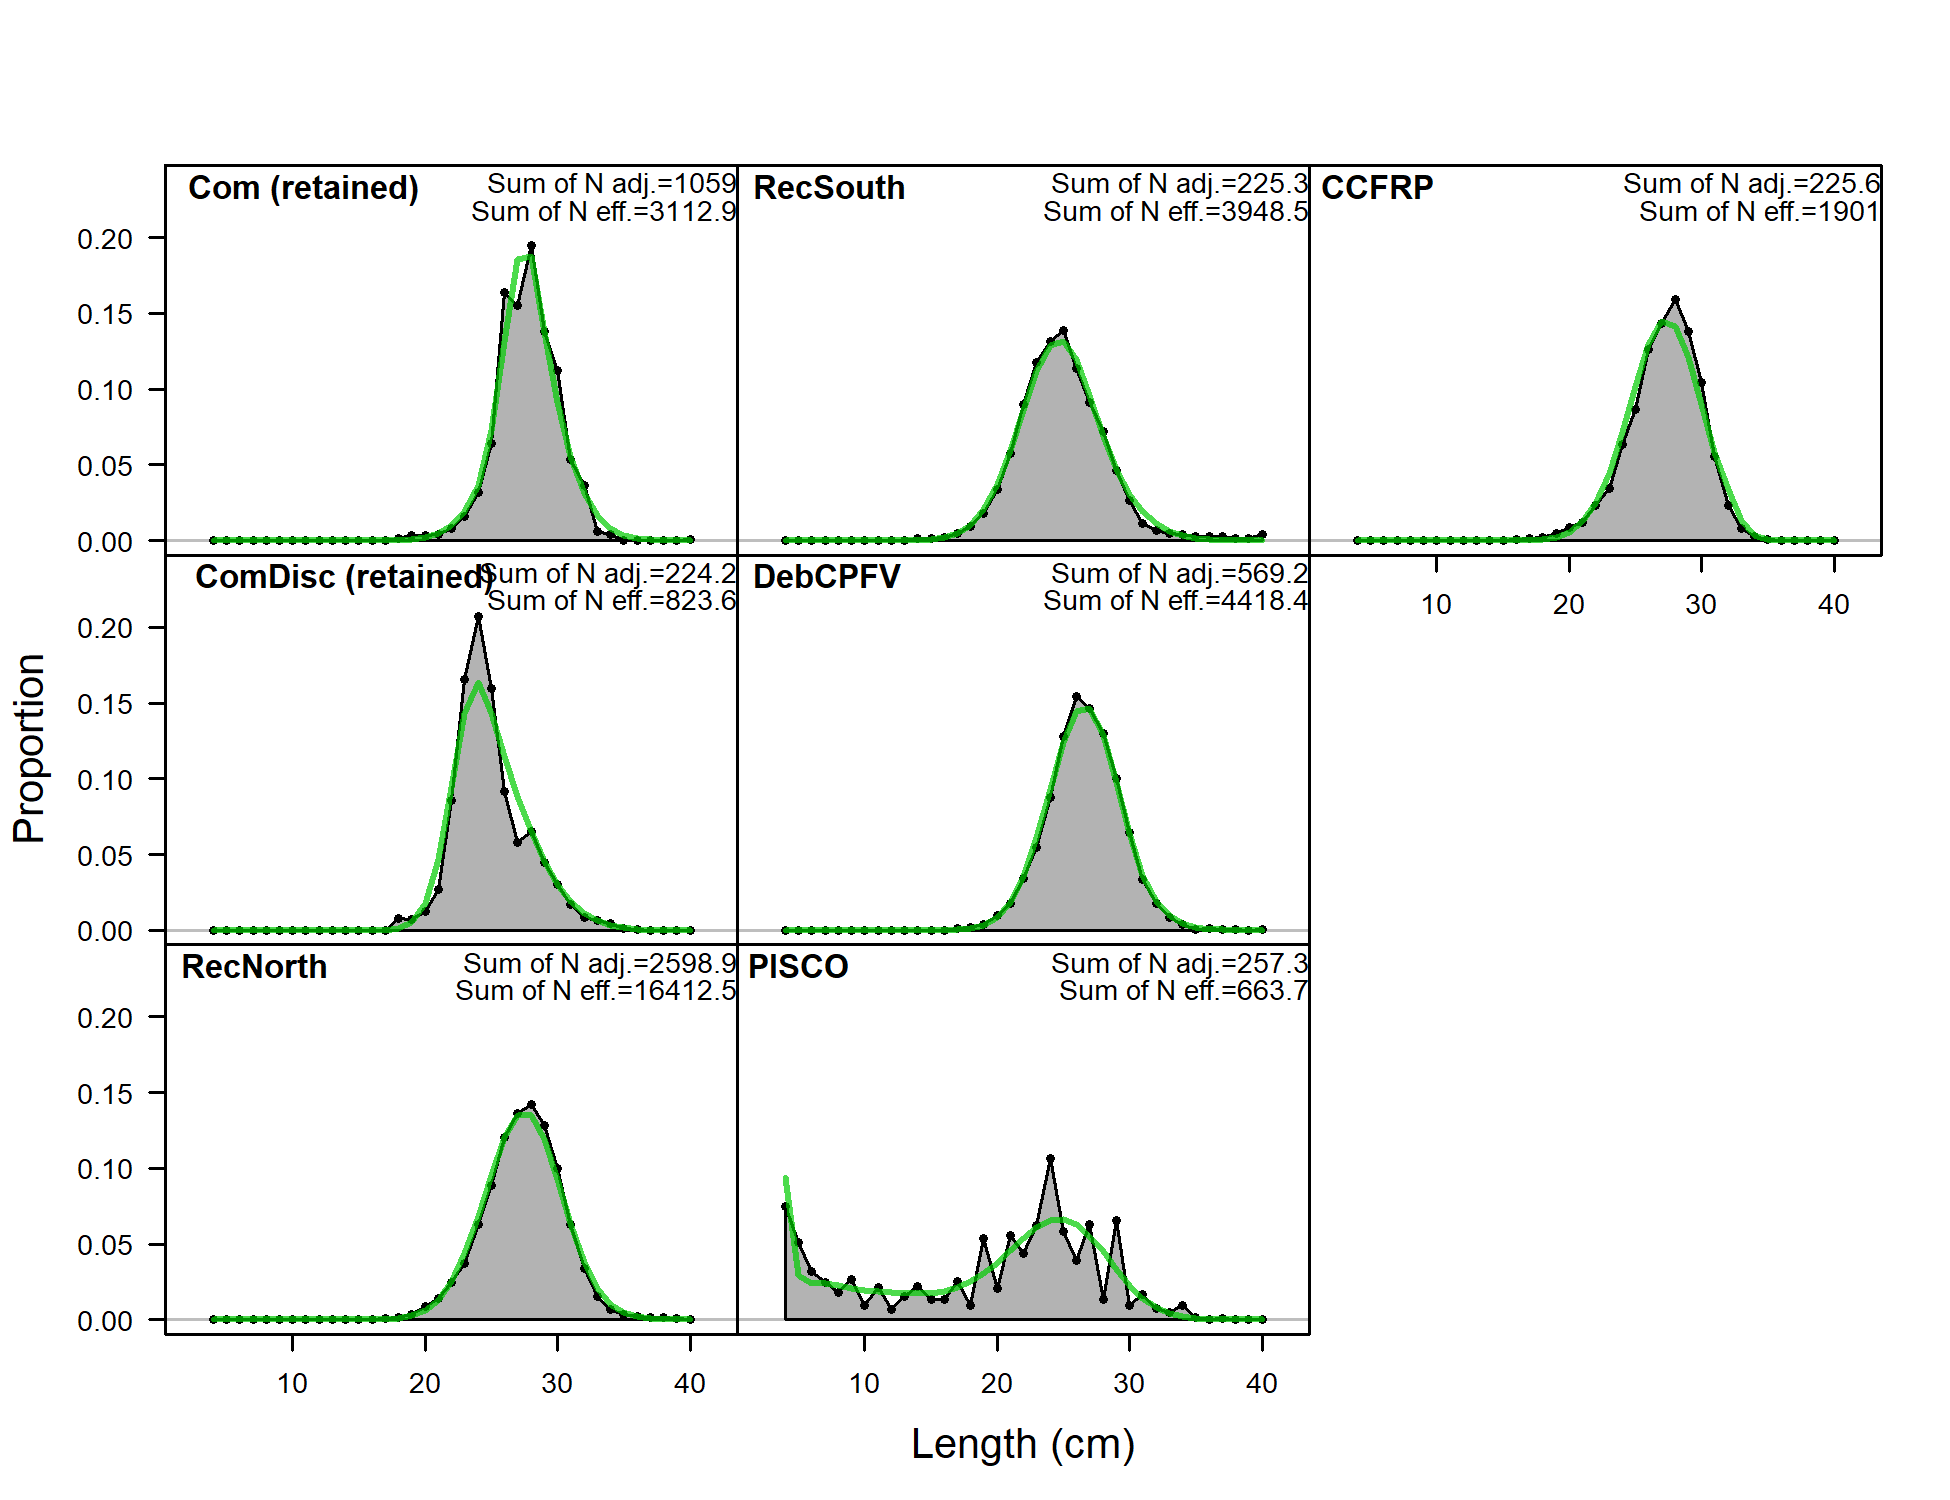 Com (retained)
Sum of N adj.=1059
Sum of N eff.=3112.9
RecSouth
Sum of N adj.=225.3
Sum of N eff.=3948.5
CCFRP
Sum of N adj.=225.6
Sum of N eff.=1901
0.20
0.15
0.10
0.05
0.00
10 20 30 40
ComDisc (retained)
Sum of N adj.=224.2
Sum of N eff.=823.6
DebCPFV
Sum of N adj.=569.2
Sum of N eff.=4418.4
0.20
0.15
0.10
0.05
0.00
Proportion
RecNorth
Sum of N adj.=2598.9
Sum of N eff.=16412.5
PISCO
Sum of N adj.=257.3
Sum of N eff.=663.7
0.20
0.15
0.10
0.05
0.00
10 20 30 40
10 20 30 40
Length (cm)